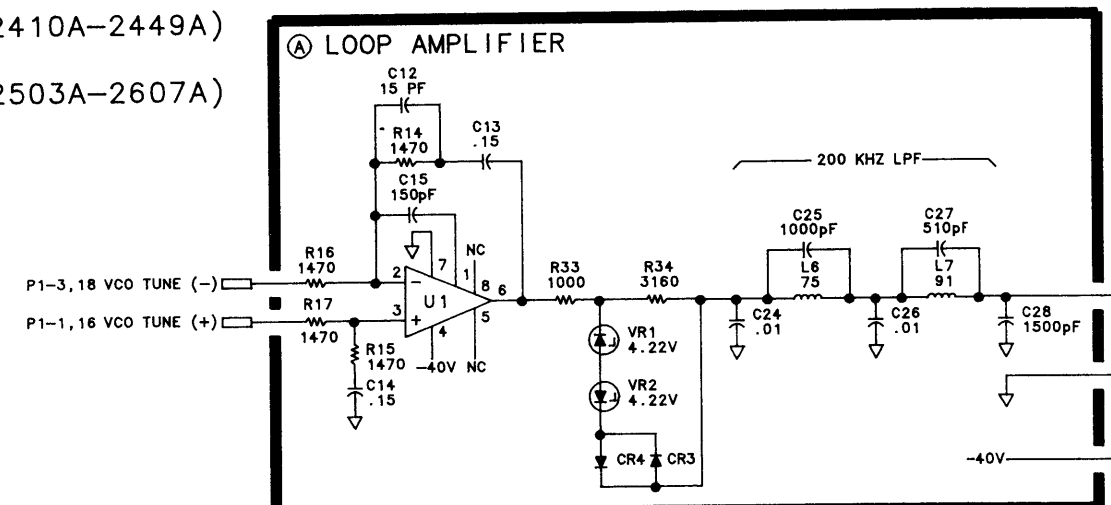 2410A-2449A)
2503A-2607A)
Ⓐ LOOP AMPLIFIER
C12
15 PF
R14
1470
C13
.15
C15
150pF
200 KHZ LPF
C25
1000pF
L6
75
C27
510pF
L7
91
P1-3,18 VCO TUNE (-)
R16
1470
2
-
7
1
NC
8
6
R33
1000
R34
3160
P1-1,16 VCO TUNE (+)
R17
1470
3
+
U1
5
4
-40V
NC
R15
1470
C14
.15
VR1
4.22V
VR2
4.22V
CR4
CR3
C24
.01
C26
.01
C28
1500pF
-40V